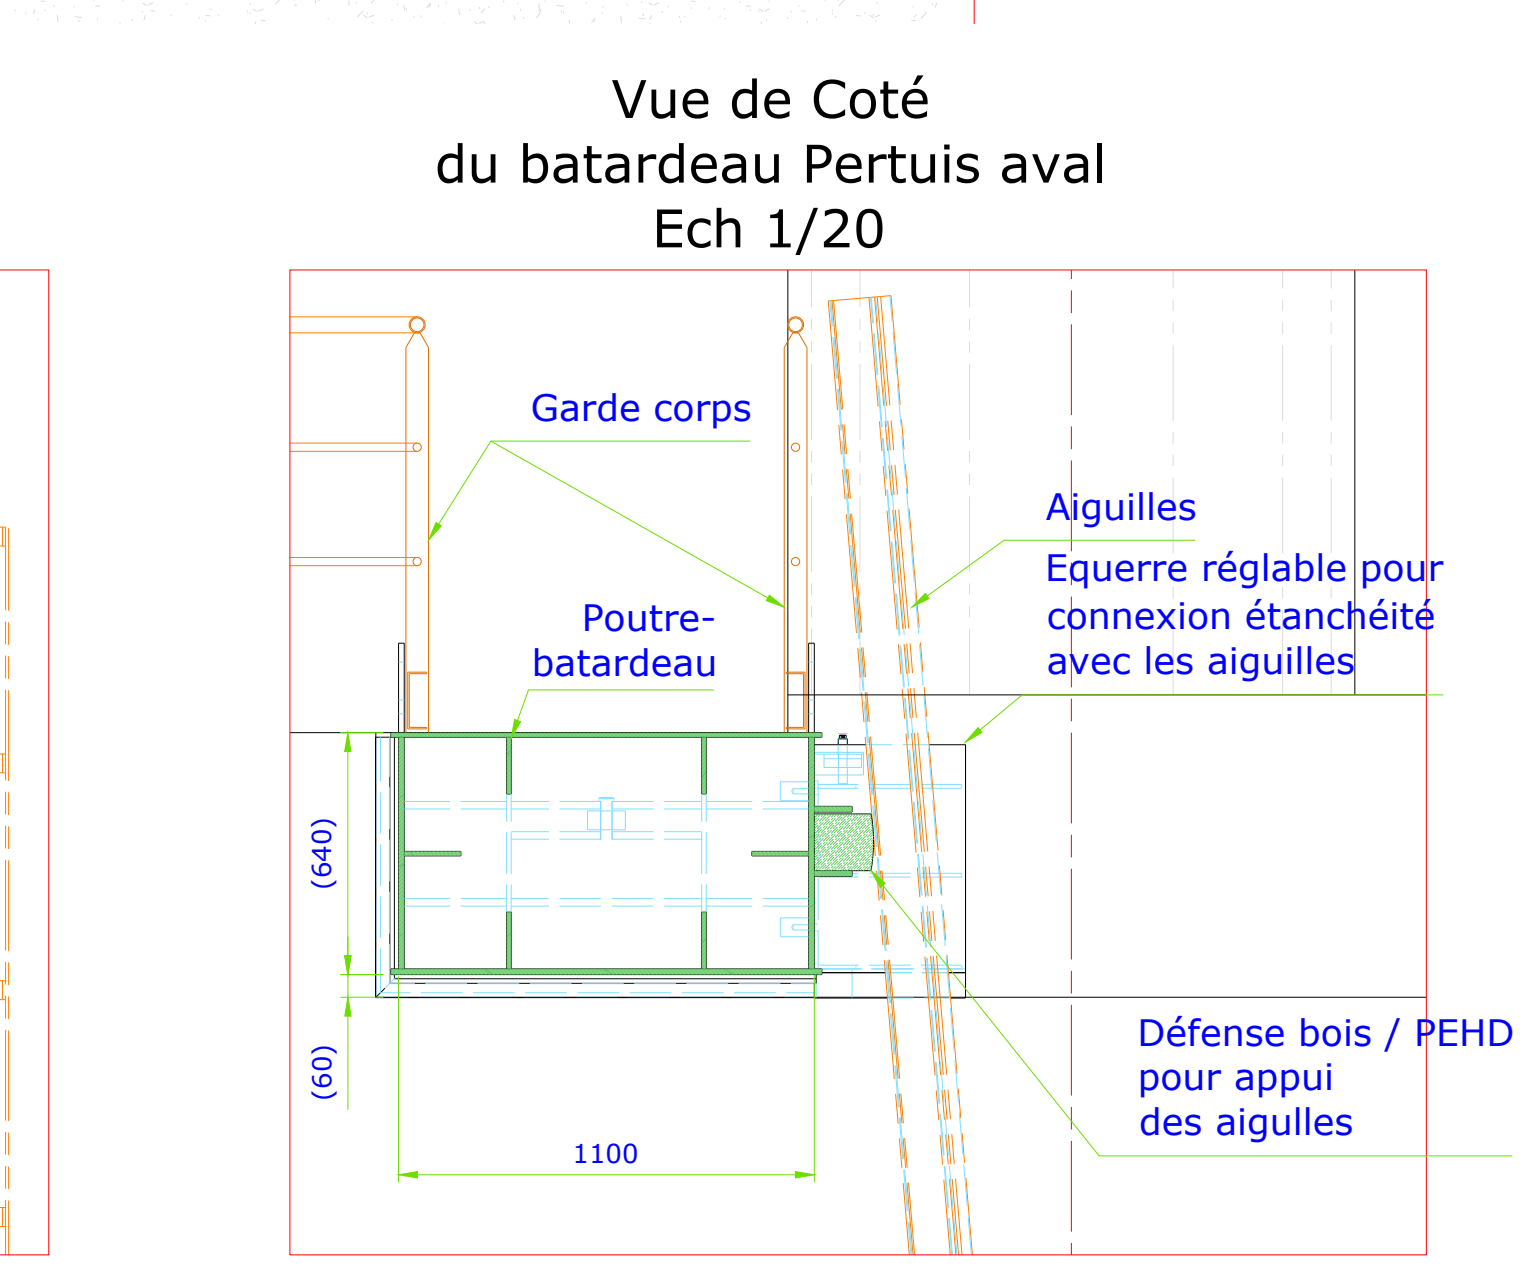 Vue de Coté
du batardeau Pertuis aval
Ech 1/20
Garde corps
Aiguilles
Equerre réglable pour
connexion étanchéité
avec les aiguilles
Poutre-
batardeau
(640)
(60)
1100
Défense bois / PEHD
pour appui
des aigulles